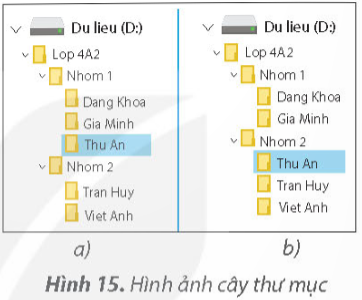 Du lieu (D:)
Lop 4A2
Nhom 1
Dang Khoa
Gia Minh
Thu An
Nhom 2
Tran Huy
Viet Anh
a)
Du lieu (D:)
Lop 4A2
Nhom 1
Dang Khoa
Gia Minh
Nhom 2
Thu An
Tran Huy
Viet Anh
b)
Hình 15. Hình ảnh cây thư mục